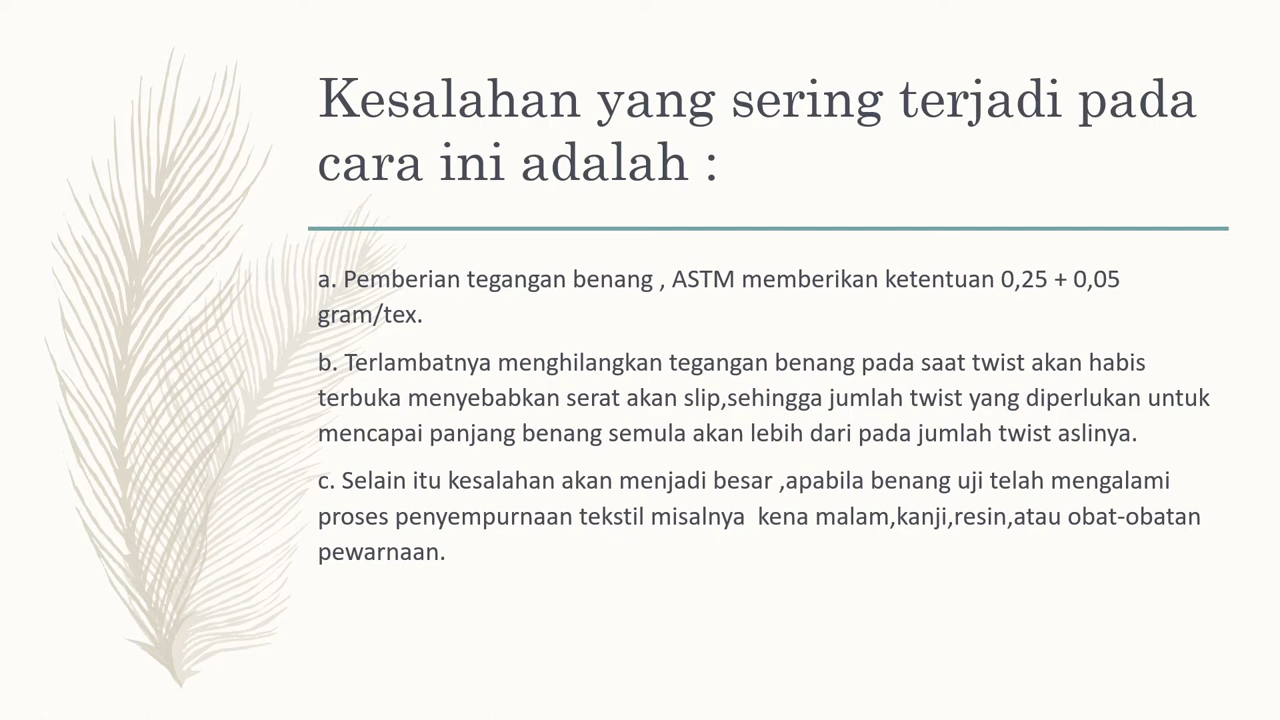 Kesalahan yang sering terjadi pada
cara ini adalah :
a. Pemberian tegangan benang , ASTM memberikan ketentuan 0,25 + 0,05
gram/tex.
b. Terlambatnya menghilangkan tegangan benang pada saat twist akan habis
terbuka menyebabkan serat akan slip,sehingga jumlah twist yang diperlukan untuk
mencapai panjang benang semula akan lebih dari pada jumlah twist aslinya.
c. Selain itu kesalahan akan menjadi besar ,apabila benang uji telah mengalami
proses penyempurnaan tekstil misalnya  kena malam,kanji,resin,atau obat-obatan
pewarnaan.